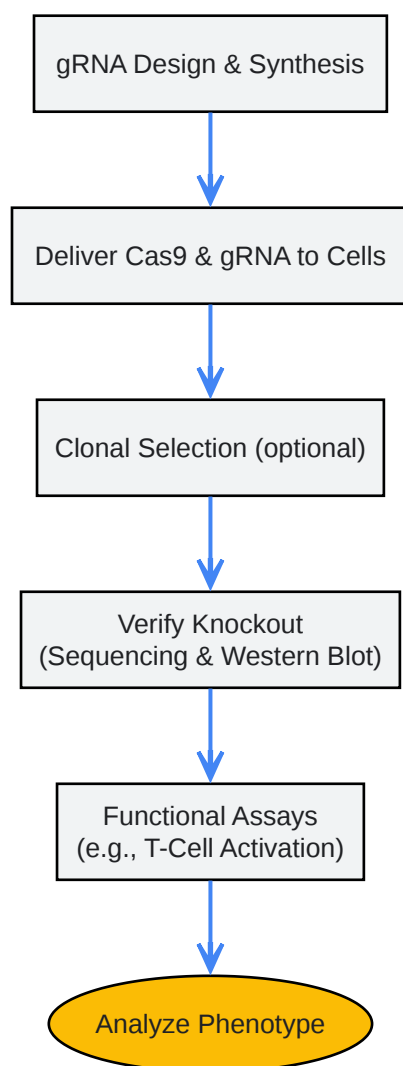 gRNA Design & Synthesis
Deliver Cas9 & gRNA to Cells
Clonal Selection (optional)
Verify Knockout
(Sequencing & Western Blot)
Functional Assays
(e.g., T-Cell Activation)
Analyze Phenotype